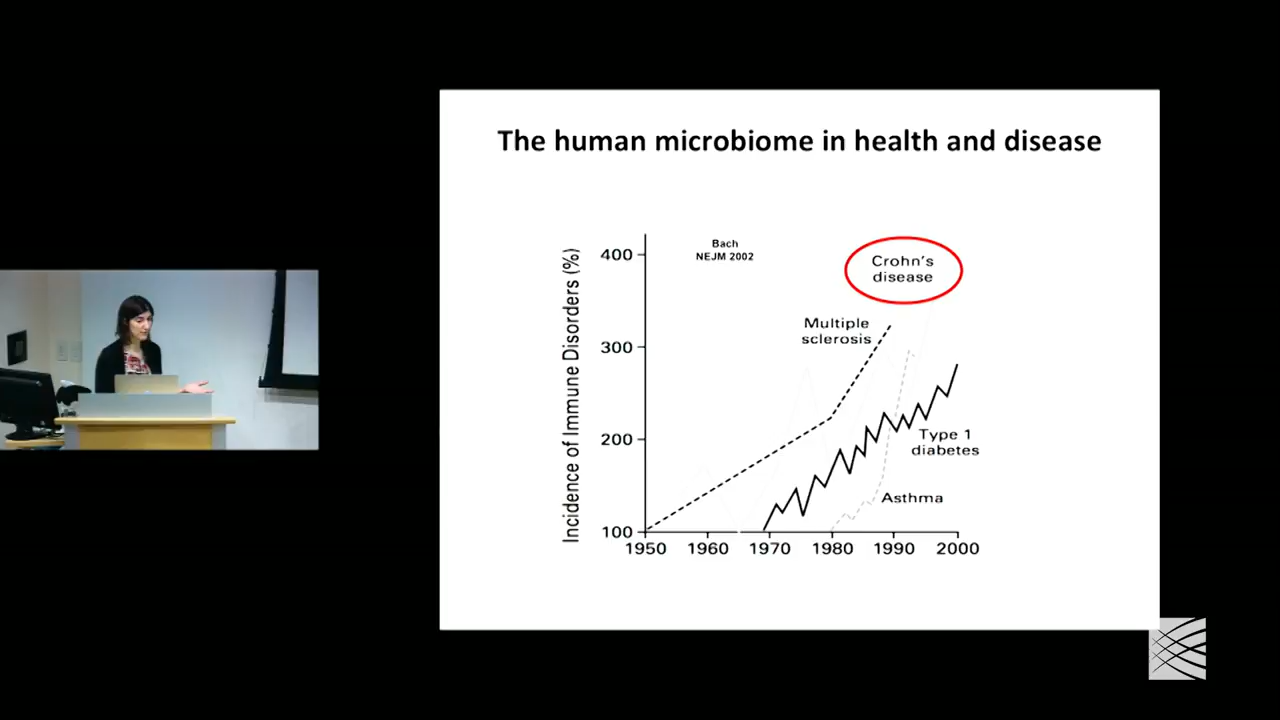 The human microbiome in health and disease
Incidence of Immune Disorders (%)
400
300
200
100
Bach
NEJM 2002
Crohn's
disease
Multiple
sclerosis
Type 1
diabetes
Asthma
1950 1960 1970 1980 1990 2000